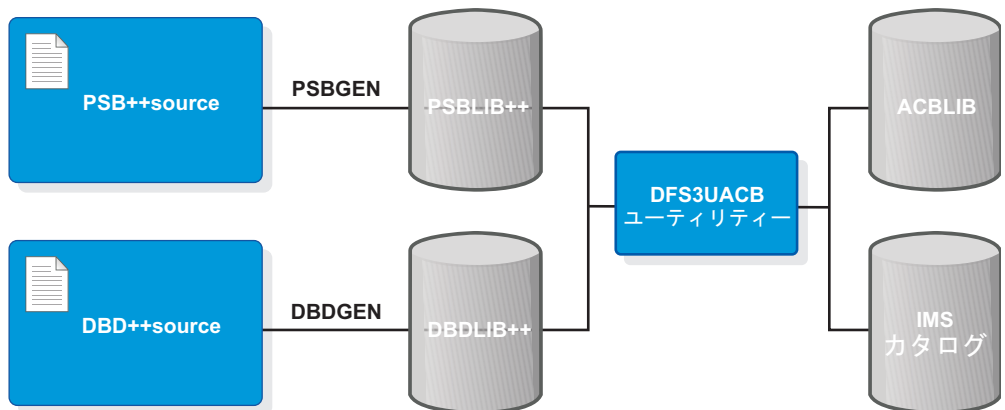 PSB++source
PSBGEN
PSBLIB++
ACBLIB
DFS3UACB
ユーティリティー
DBD++source
DBDGEN
DBDLIB++
IMS
カタログ